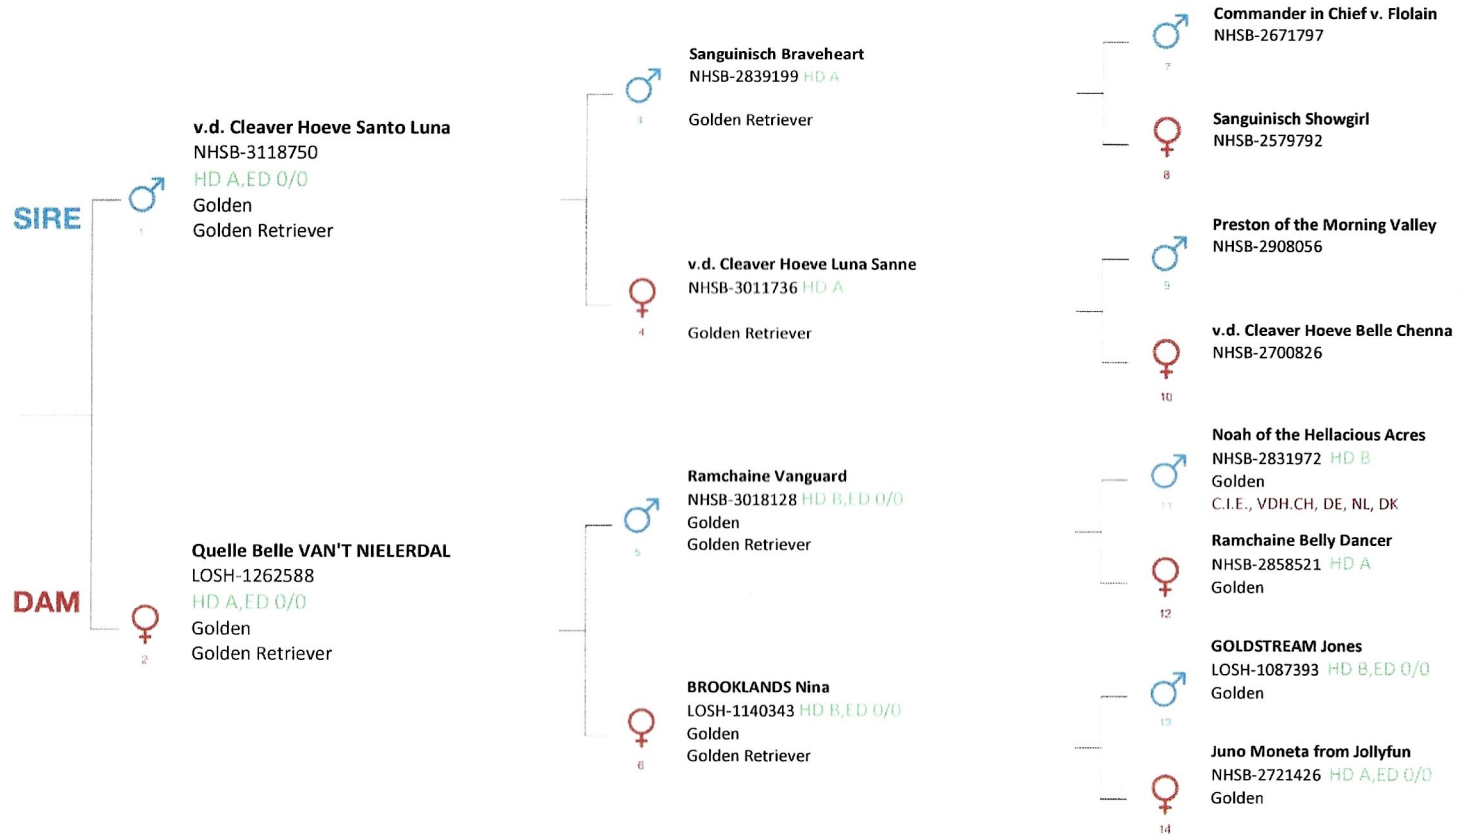 SIRE
1
v.d. Cleaver Hoeve Santo Luna
NHSB-3118750
HD A,ED 0/0
Golden
Golden Retriever
DAM
2
Quelle Belle VAN'T NIELERDAL
LOSH-1262588
HD A,ED 0/0
Golden
Golden Retriever
3
Sanguinisch Braveheart
NHSB-2839199 HD A
Golden Retriever
4
v.d. Cleaver Hoeve Luna Sanne
NHSB-3011736 HD A
Golden Retriever
5
Ramchaine Vanguard
NHSB-3018128 HD B,ED 0/0
Golden
Golden Retriever
6
BROOKLANDS Nina
LOSH-1140343 HD B,ED 0/0
Golden
Golden Retriever
7
Commander in Chief v. Flolain
NHSB-2671797
8
Sanguinisch Showgirl
NHSB-2579792
9
Preston of the Morning Valley
NHSB-2908056
10
v.d. Cleaver Hoeve Belle Chenna
NHSB-2700826
11
Noah of the Hellacious Acres
NHSB-2831972 HD B
Golden
C.I.E., VDH.CH, DE, NL, DK
12
Ramchaine Belly Dancer
NHSB-2858521 HD A
Golden
13
GOLDSTREAM Jones
LOSH-1087393 HD B,ED 0/0
Golden
14
Juno Moneta from Jollyfun
NHSB-2721426 HD A,ED 0/0
Golden